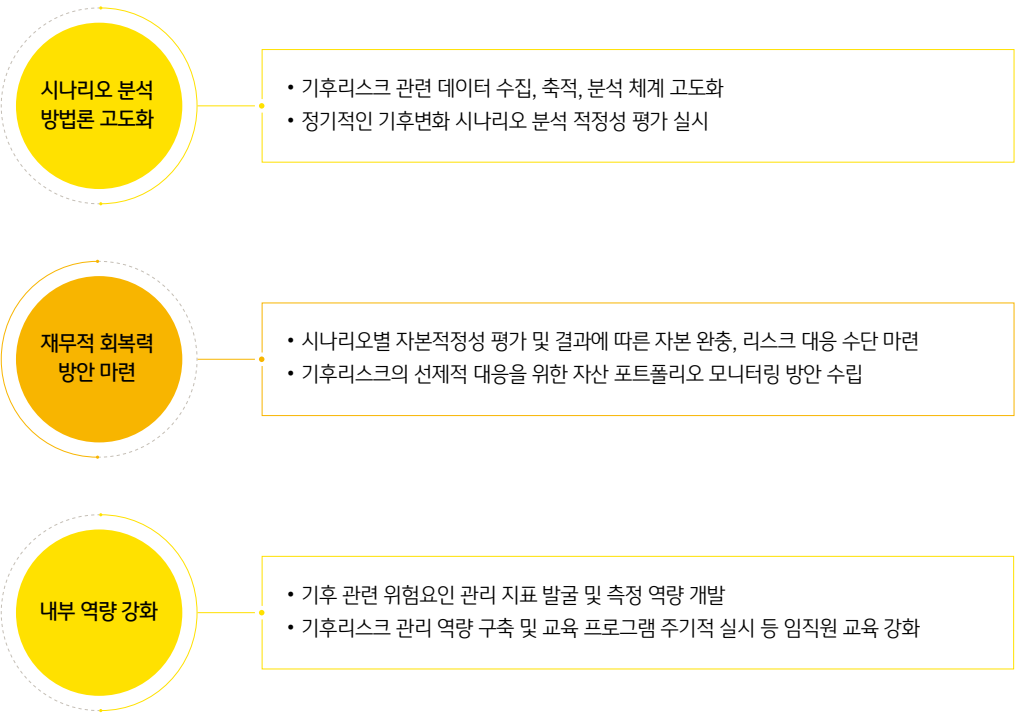 시나리오 분석
방법론 고도화
• 기후리스크 관련 데이터 수집, 축적, 분석 체계 고도화
• 정기적인 기후변화 시나리오 분석 적정성 평가 실시
재무적 회복력
방안 마련
• 시나리오별 자본적정성 평가 및 결과에 따른 자본 완충, 리스크 대응 수단 마련
• 기후리스크의 선제적 대응을 위한 자산 포트폴리오 모니터링 방안 수립
내부 역량 강화
• 기후 관련 위험요인 관리 지표 발굴 및 측정 역량 개발
• 기후리스크 관리 역량 구축 및 교육 프로그램 주기적 실시 등 임직원 교육 강화